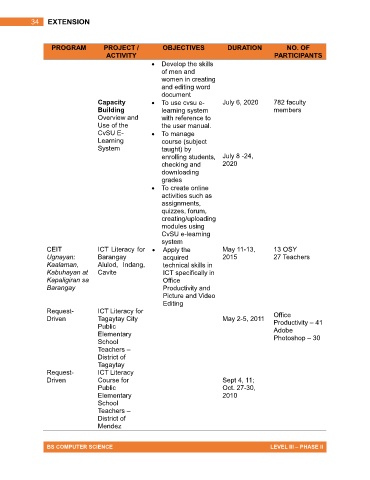 34 EXTENSION
PROGRAM PROJECT / ACTIVITY OBJECTIVES DURATION NO. OF PARTICIPANTS
• Develop the skills
of men and
women in creating
and editing word
document
Capacity
Building
Overview and
Use of the
CvSU E-
Learning
System
• To use cvsu e-
learning system
with reference to
the user manual.
• To manage
course (subject
taught) by
enrolling students,
checking and
downloading
grades
• To create online
activities such as
assignments,
quizzes, forum,
creating/uploading
modules using
CvSU e-learning
system
July 6, 2020
July 8 -24,
2020
782 faculty
members
CEIT
Ugnayan:
Kaalaman,
Kabuhayan at
Kapaligiran sa
Barangay
ICT Literacy for
Barangay
Alulod, Indang,
Cavite
• Apply the
acquired
technical skills in
ICT specifically in
Office
Productivity and
Picture and Video
Editing
May 11-13,
2015
13 OSY
27 Teachers
Request-
Driven
ICT Literacy for
Tagaytay City
Public
Elementary
School
Teachers –
District of
Tagaytay
May 2-5, 2011
Office
Productivity – 41
Adobe
Photoshop – 30
Request-
Driven
ICT Literacy
Course for
Public
Elementary
School
Teachers –
District of
Mendez
Sept 4, 11;
Oct. 27-30,
2010
BS COMPUTER SCIENCE LEVEL III – PHASE II